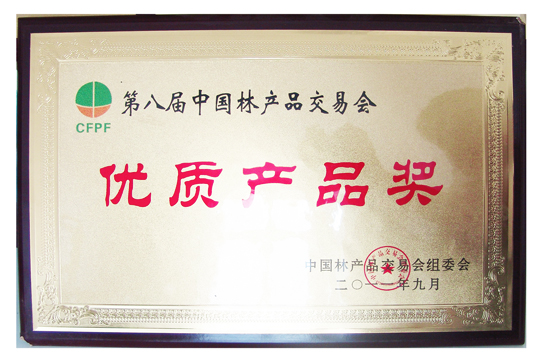 第八届中国林产品交易会
CFPF
优质产品奖
中国林产品交易会组委会
二〇一一年九月